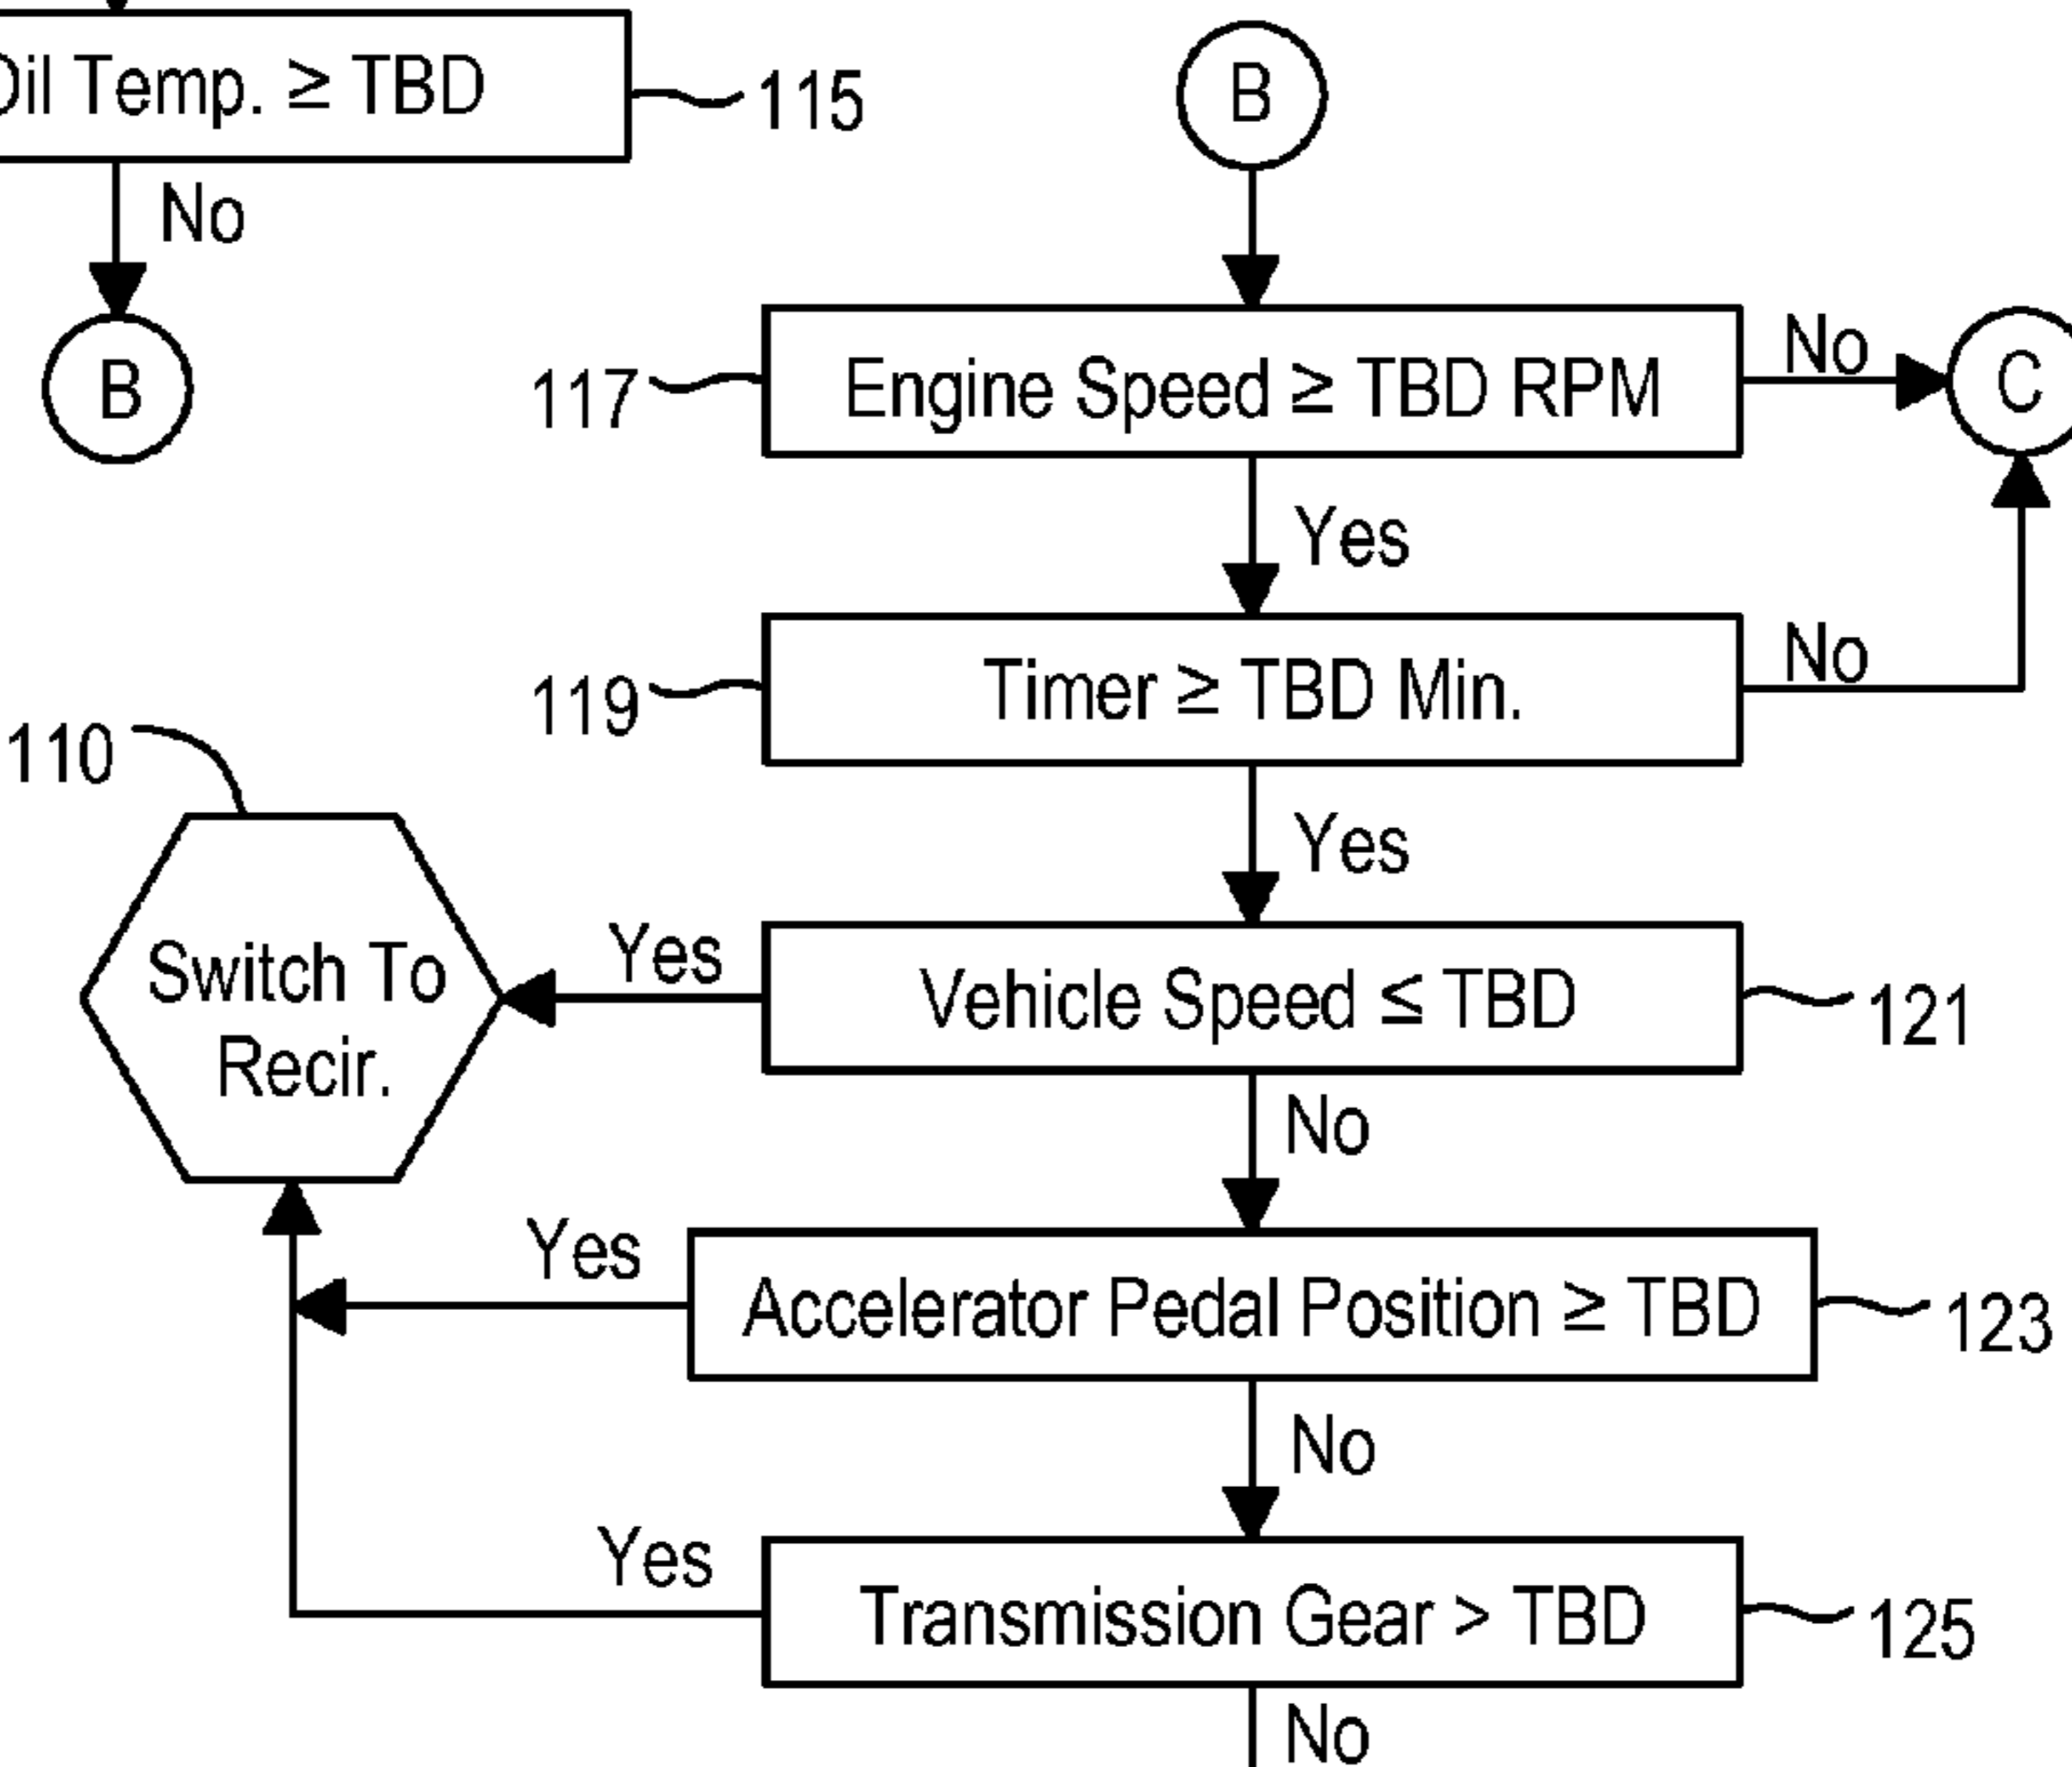 Oil Temp. ≥ TBD
115
No
B
B
117
Engine Speed ≥ TBD RPM
No
C
Yes
119
Timer ≥ TBD Min.
No
Yes
110
Switch To
Recir.
Yes
Vehicle Speed ≤ TBD
121
No
Yes
Accelerator Pedal Position ≥ TBD
123
No
Yes
Transmission Gear > TBD
125
No